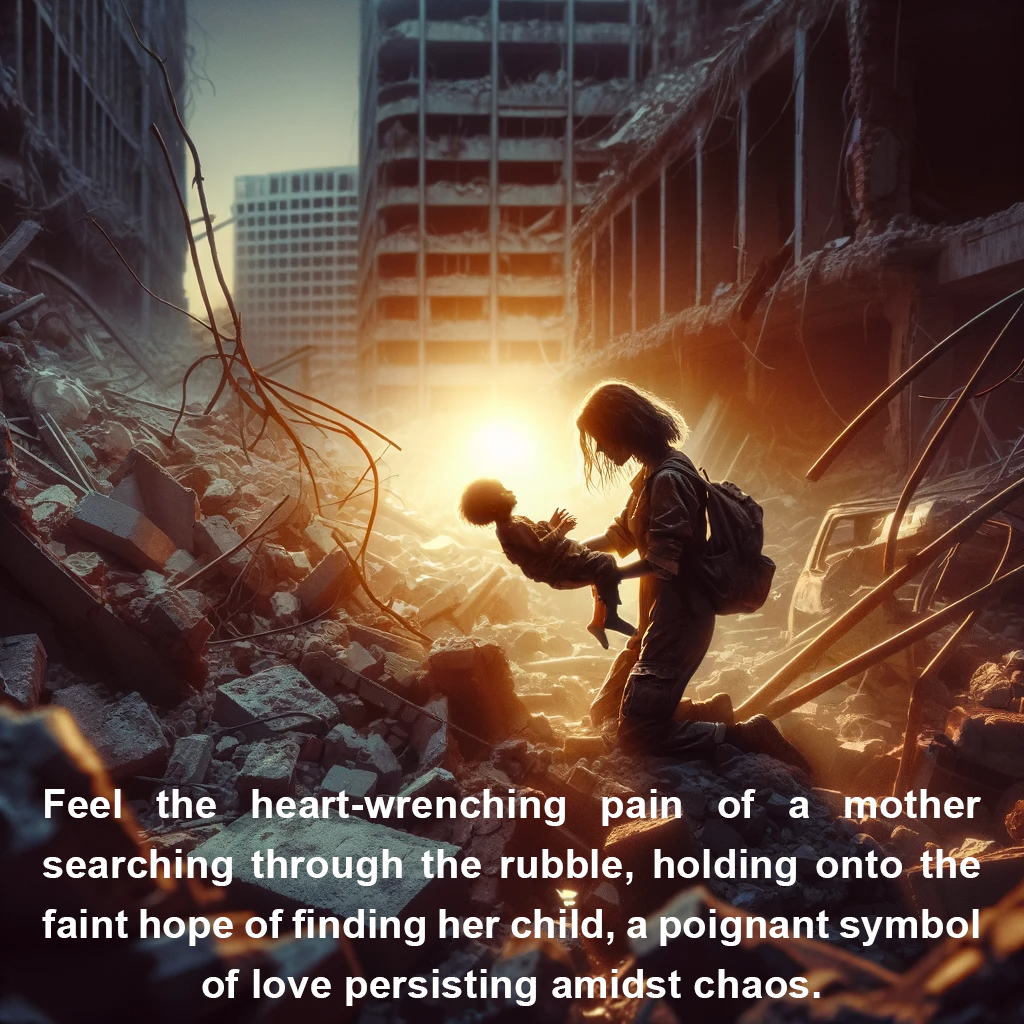 Feel the heart-wrenching pain of a mother
searching through the rubble, holding onto the
faint hope of finding her child, a poignant symbol
of love persisting amidst chaos.